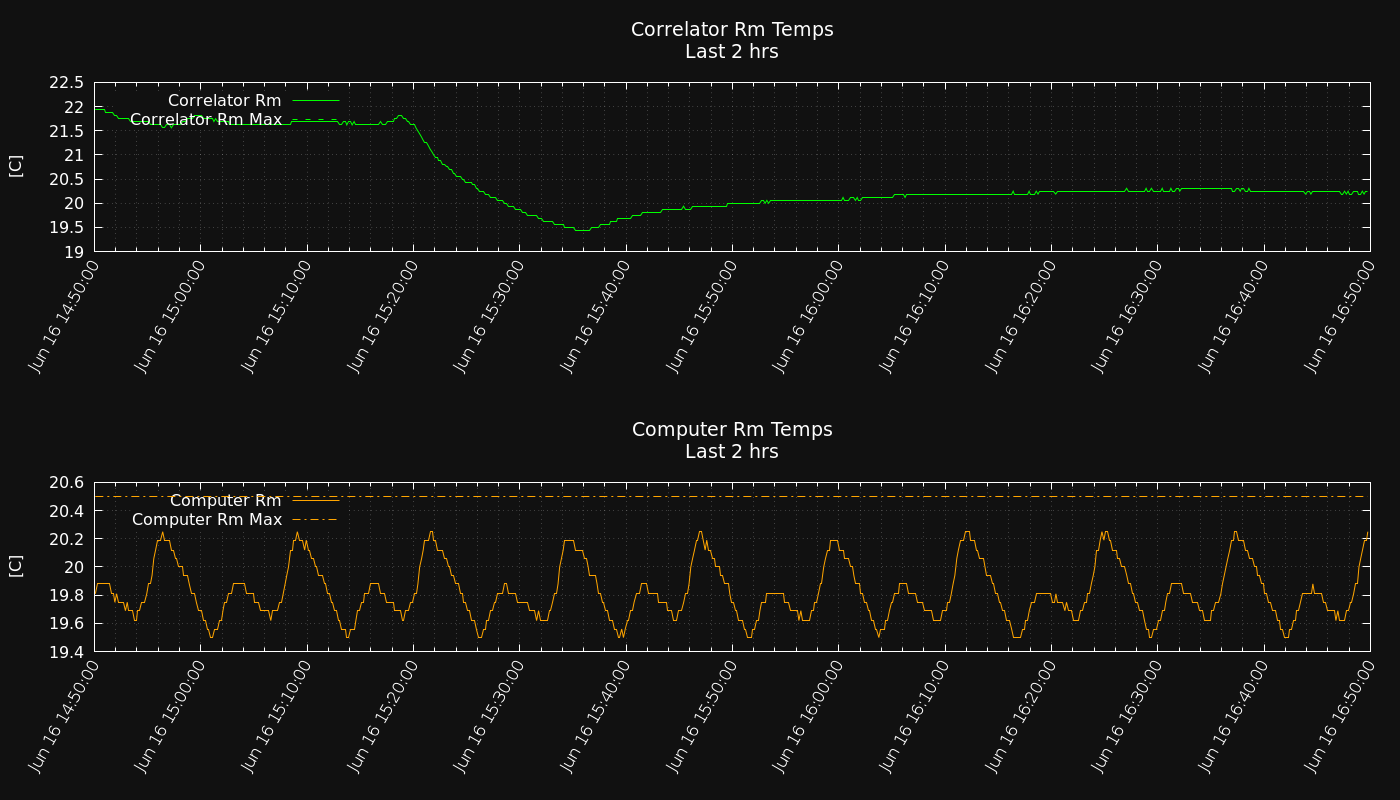 Correlator Rm Temps
Last 2 hrs
22.5
22
21.5
21
20.5
20
19.5
19
[C]
Correlator Rm
Correlator Rm Max
Jun 16 14:50:00
Jun 16 15:00:00
Jun 16 15:10:00
Jun 16 15:20:00
Jun 16 15:30:00
Jun 16 15:40:00
Jun 16 15:50:00
Jun 16 16:00:00
Jun 16 16:10:00
Jun 16 16:20:00
Jun 16 16:30:00
Jun 16 16:40:00
Jun 16 16:50:00
Computer Rm Temps
Last 2 hrs
20.6
20.4
20.2
20
19.8
19.6
19.4
[C]
Computer Rm
Computer Rm Max
Jun 16 14:50:00
Jun 16 15:00:00
Jun 16 15:10:00
Jun 16 15:20:00
Jun 16 15:30:00
Jun 16 15:40:00
Jun 16 15:50:00
Jun 16 16:00:00
Jun 16 16:10:00
Jun 16 16:20:00
Jun 16 16:30:00
Jun 16 16:40:00
Jun 16 16:50:00